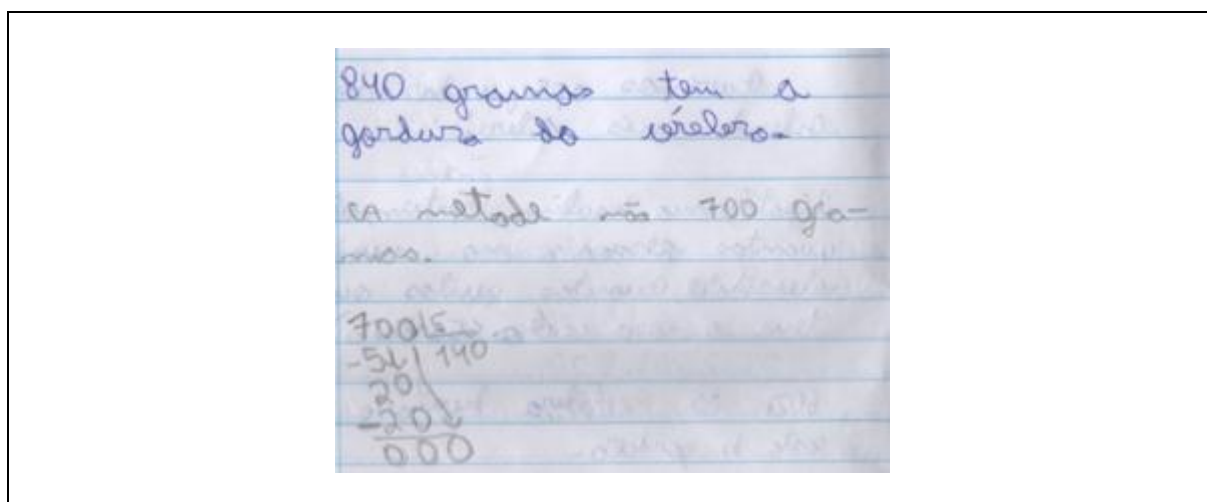 840 gramas tem a
gordura do cérebro.
A metade são 700 gra-
mas.
700 5
-5 140
20
-20
000